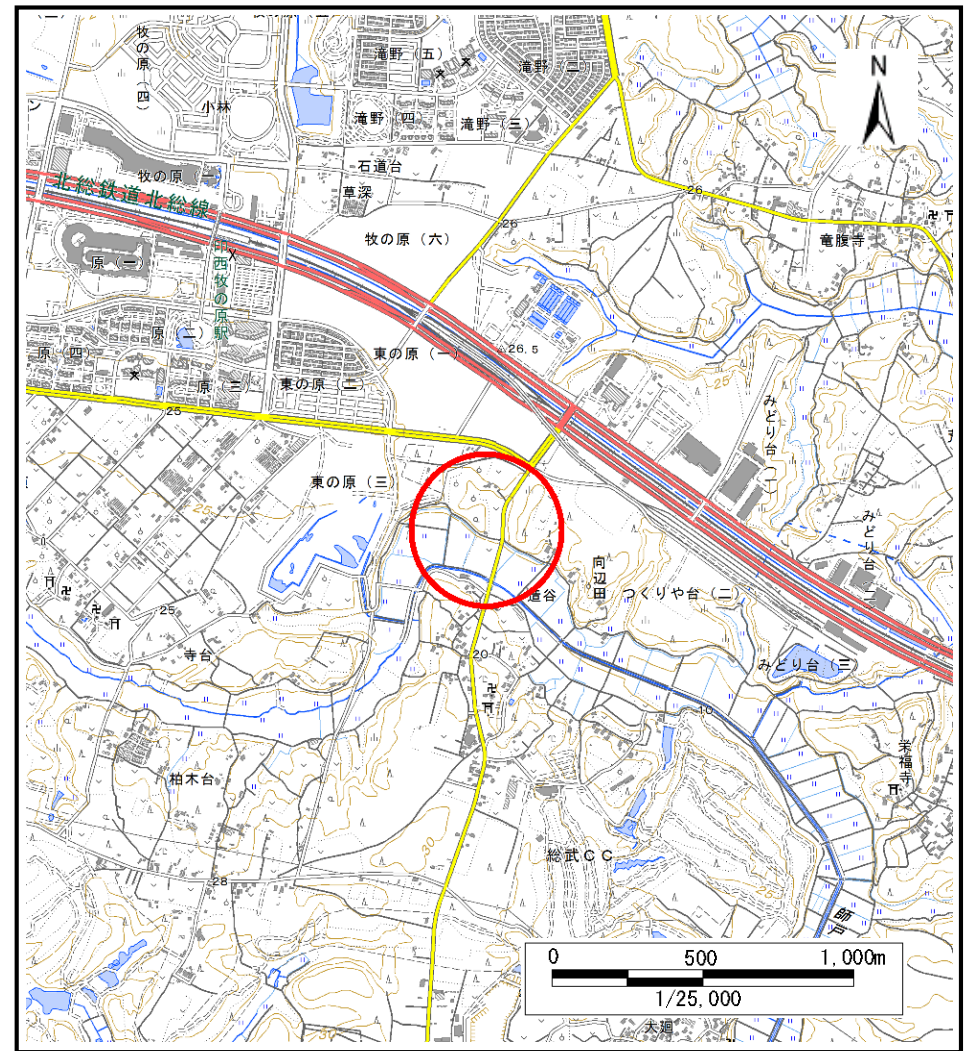 牧の原(四)
小林
滝野(五)
滝野(二)
滝野(四)
滝野(三)
N
石道台
牧の原(一)
草深
北総鉄道北総線
26
26
牧の原(六)
竜腹寺
原(一)
印西牧の原駅
原(二)
原(四)
東の原(一)
26.5
原(三)
東の原(二)
25
25
みどり台(一)
東の原(三)
25
みどり台(二)
向辺田
造谷
つくりや台(二)
25
寺台
20
みどり台(三
10
栄福寺
柏木台
30
総武CC
28
25
師戸
0 500 1,000m
1/25,000
30
大廻